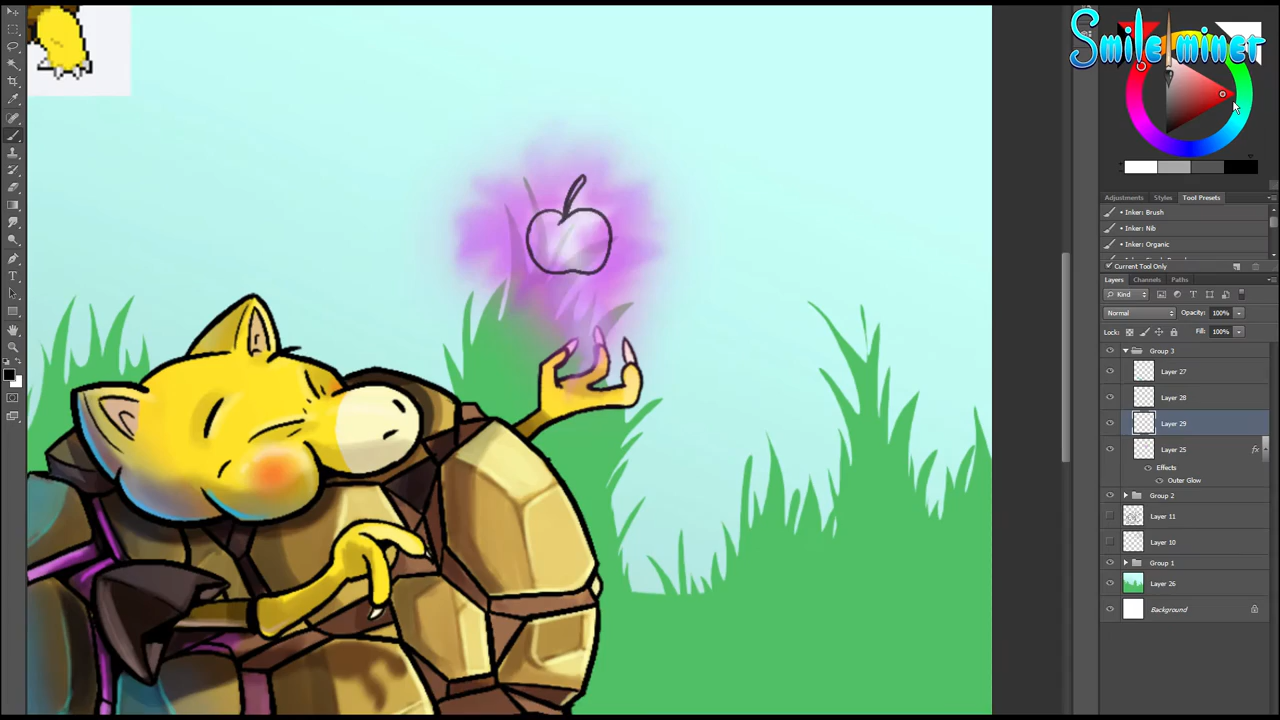 Smile miner
Adjustments Styles Tool Presets
Inker: Brush
Inker: Nib
Inker: Organic
Current Tool Only
Layers Channels Paths
Kind
Normal Opacity: 100%
Lock: Fill: 100%
Group 3
Layer 27
Layer 28
Layer 29
Layer 25 fx
Effects
Outer Glow
Group 2
Layer 11
Layer 10
Group 1
Layer 26
Background